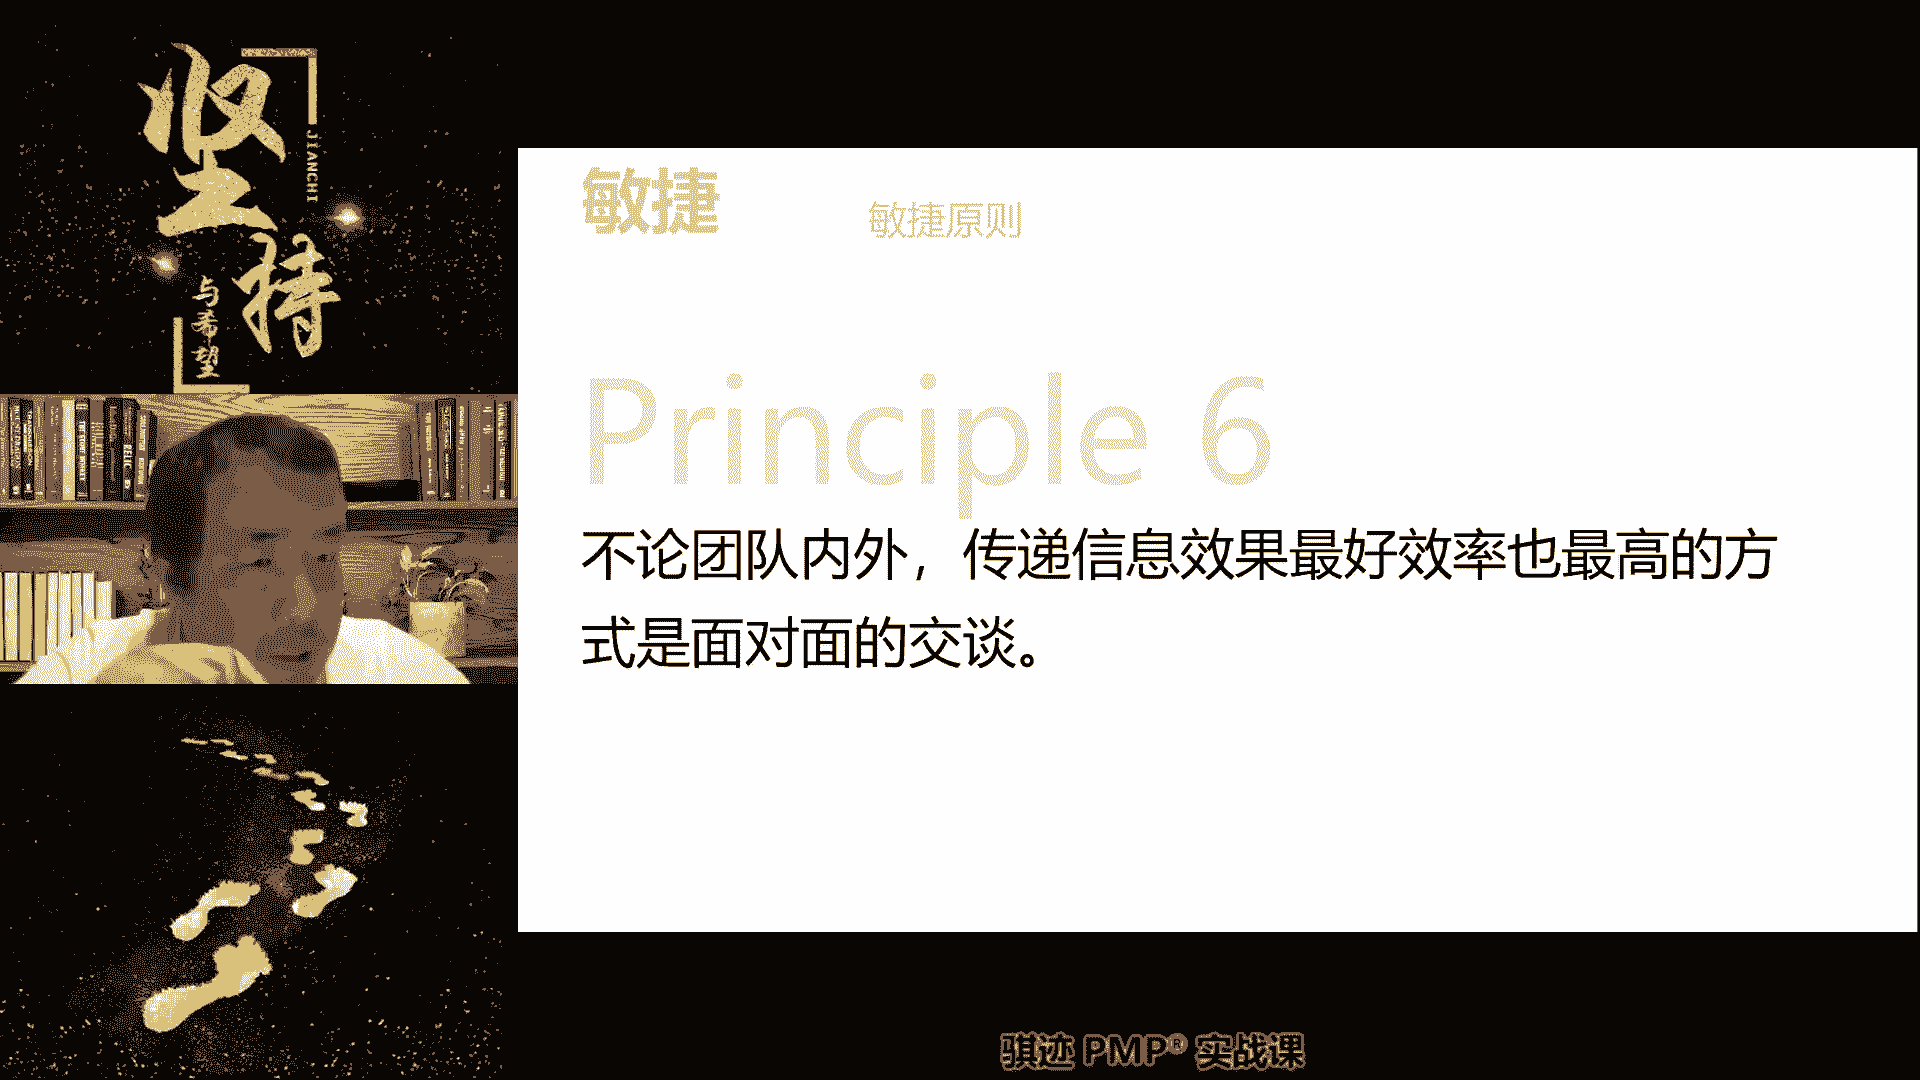 坚持
JIANCHI
与希望
敏捷
敏捷原则
Principle 6
不论团队内外，传递信息效果最好效率也最高的方
式是面对面的交谈。
骐迹 PMP® 实战课